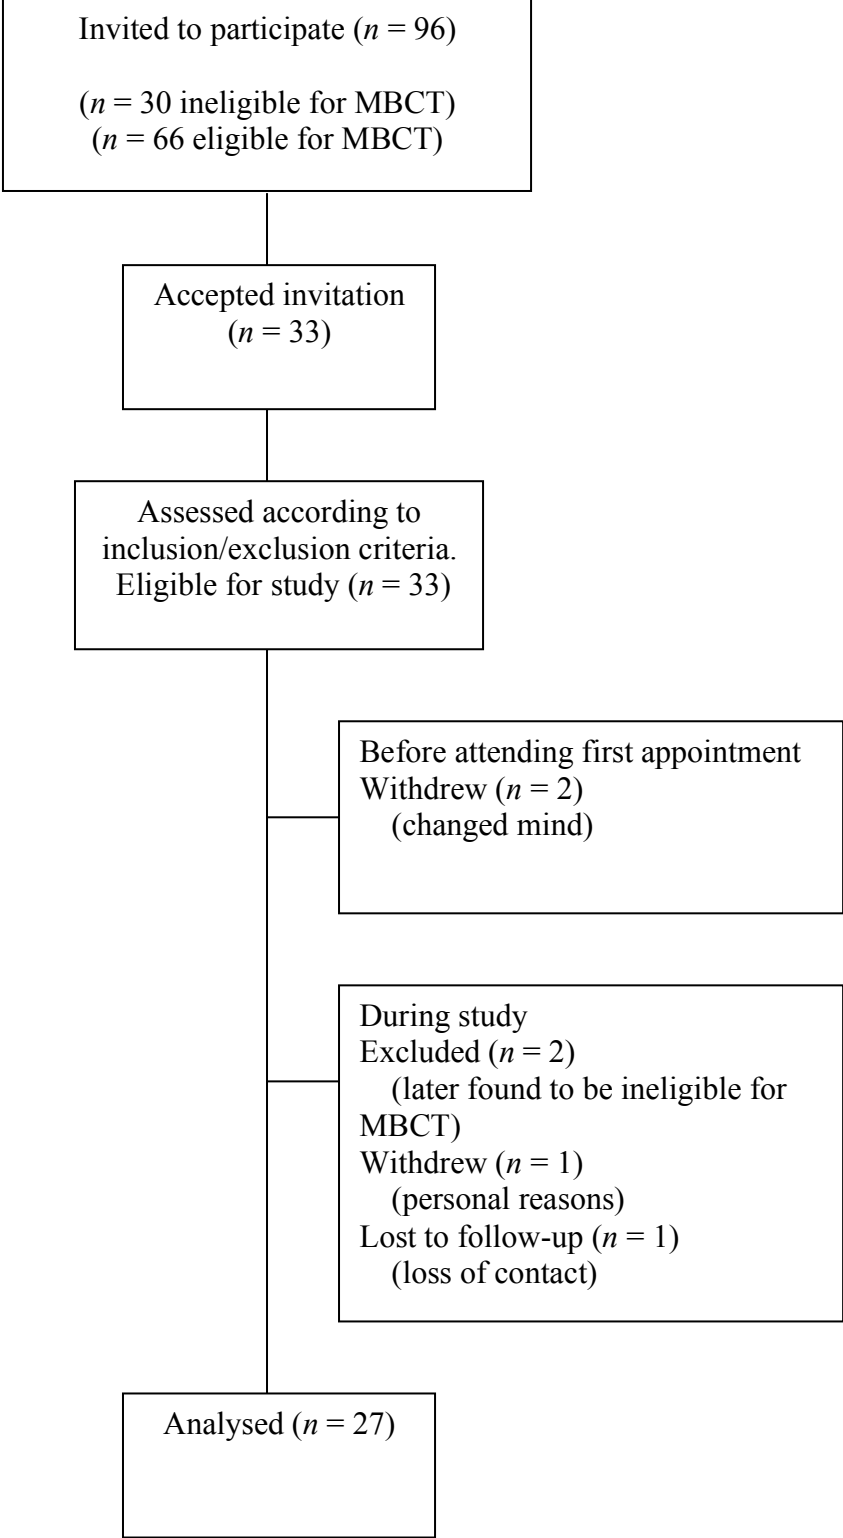 Invited to participate (n = 96)
(n = 30 ineligible for MBCT)
(n = 66 eligible for MBCT)
Accepted invitation
(n = 33)
Assessed according to
inclusion/exclusion criteria.
Eligible for study (n = 33)
Before attending first appointment
Withdrew (n = 2)
(changed mind)
During study
Excluded (n = 2)
(later found to be ineligible for
MBCT)
Withdrew (n = 1)
(personal reasons)
Lost to follow-up (n = 1)
(loss of contact)
Analysed (n = 27)